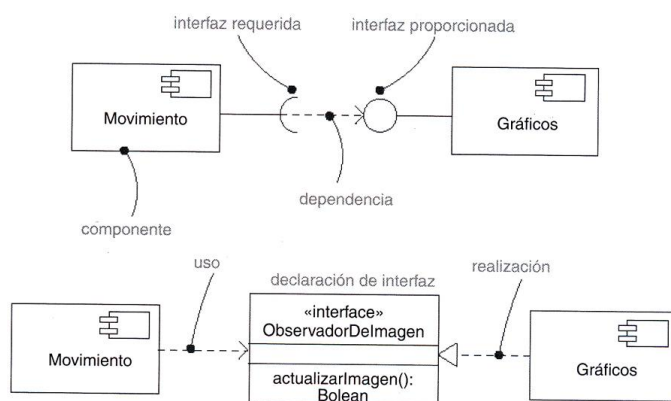 interfaz requerida
interfaz proporcionada
Movimiento
Gráficos
dependencia
componente
uso
declaración de interfaz
realización
«interface»
ObservadorDeImagen
Movimiento
Gráficos
actualizarImagen():
Bolean